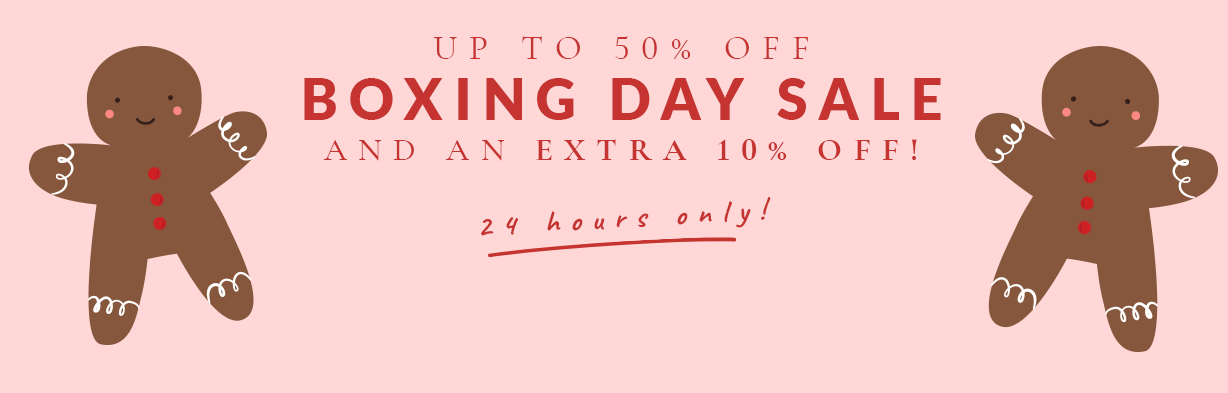 UP TO 50% OFF
BOXING DAY SALE
AND AN EXTRA 10% OFF!
24 hours only!